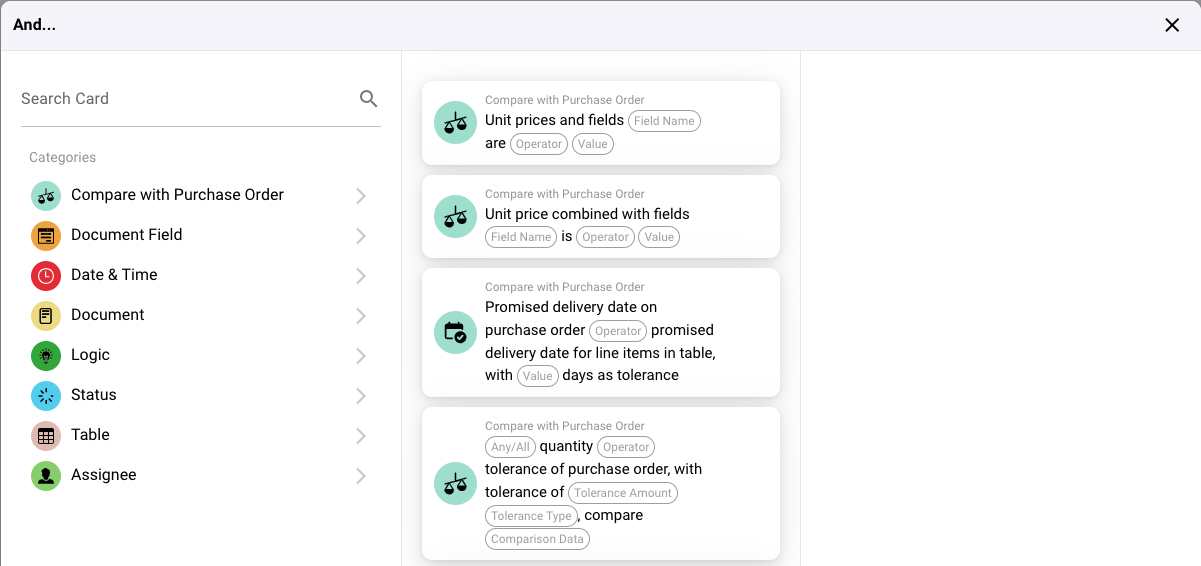 And...
Search Card
Categories
Compare with Purchase Order
Document Field
Date & Time
Document
Logic
Status
Table
Assignee
Compare with Purchase Order
Unit prices and fields Field Name
are Operator Value
Compare with Purchase Order
Unit price combined with fields
Field Name is Operator Value
Compare with Purchase Order
Promised delivery date on
purchase order Operator promised
delivery date for line items in table,
with Value days as tolerance
Compare with Purchase Order
Any/All quantity Operator
tolerance of purchase order, with
tolerance of Tolerance Amount
Tolerance Type, compare
Comparison Data